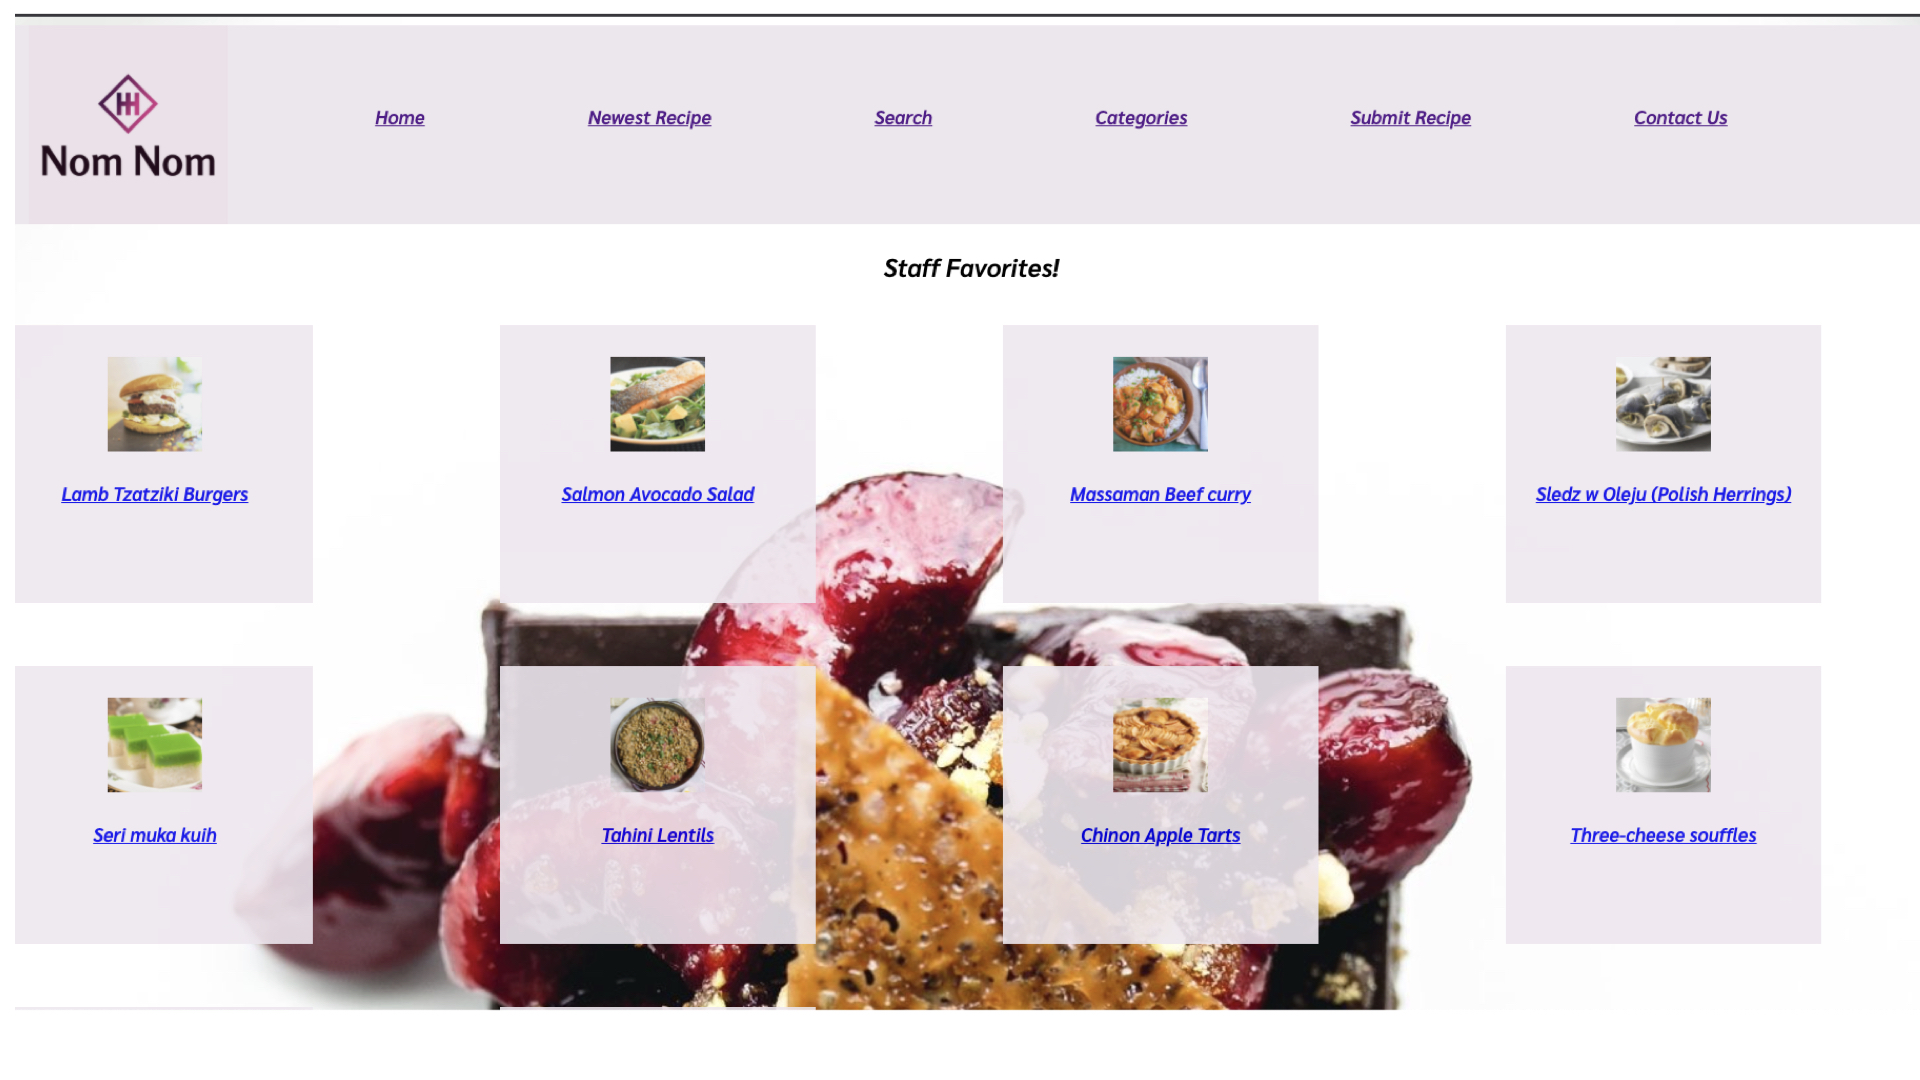 Nom Nom
Home
Newest Recipe
Search
Categories
Submit Recipe
Contact Us
Staff Favorites!
Lamb Tzatziki Burgers
Salmon Avocado Salad
Massaman Beef curry
Sledz w Oleju (Polish Herrings)
Seri muka kuih
Tahini Lentils
Chinon Apple Tarts
Three-cheese souffles